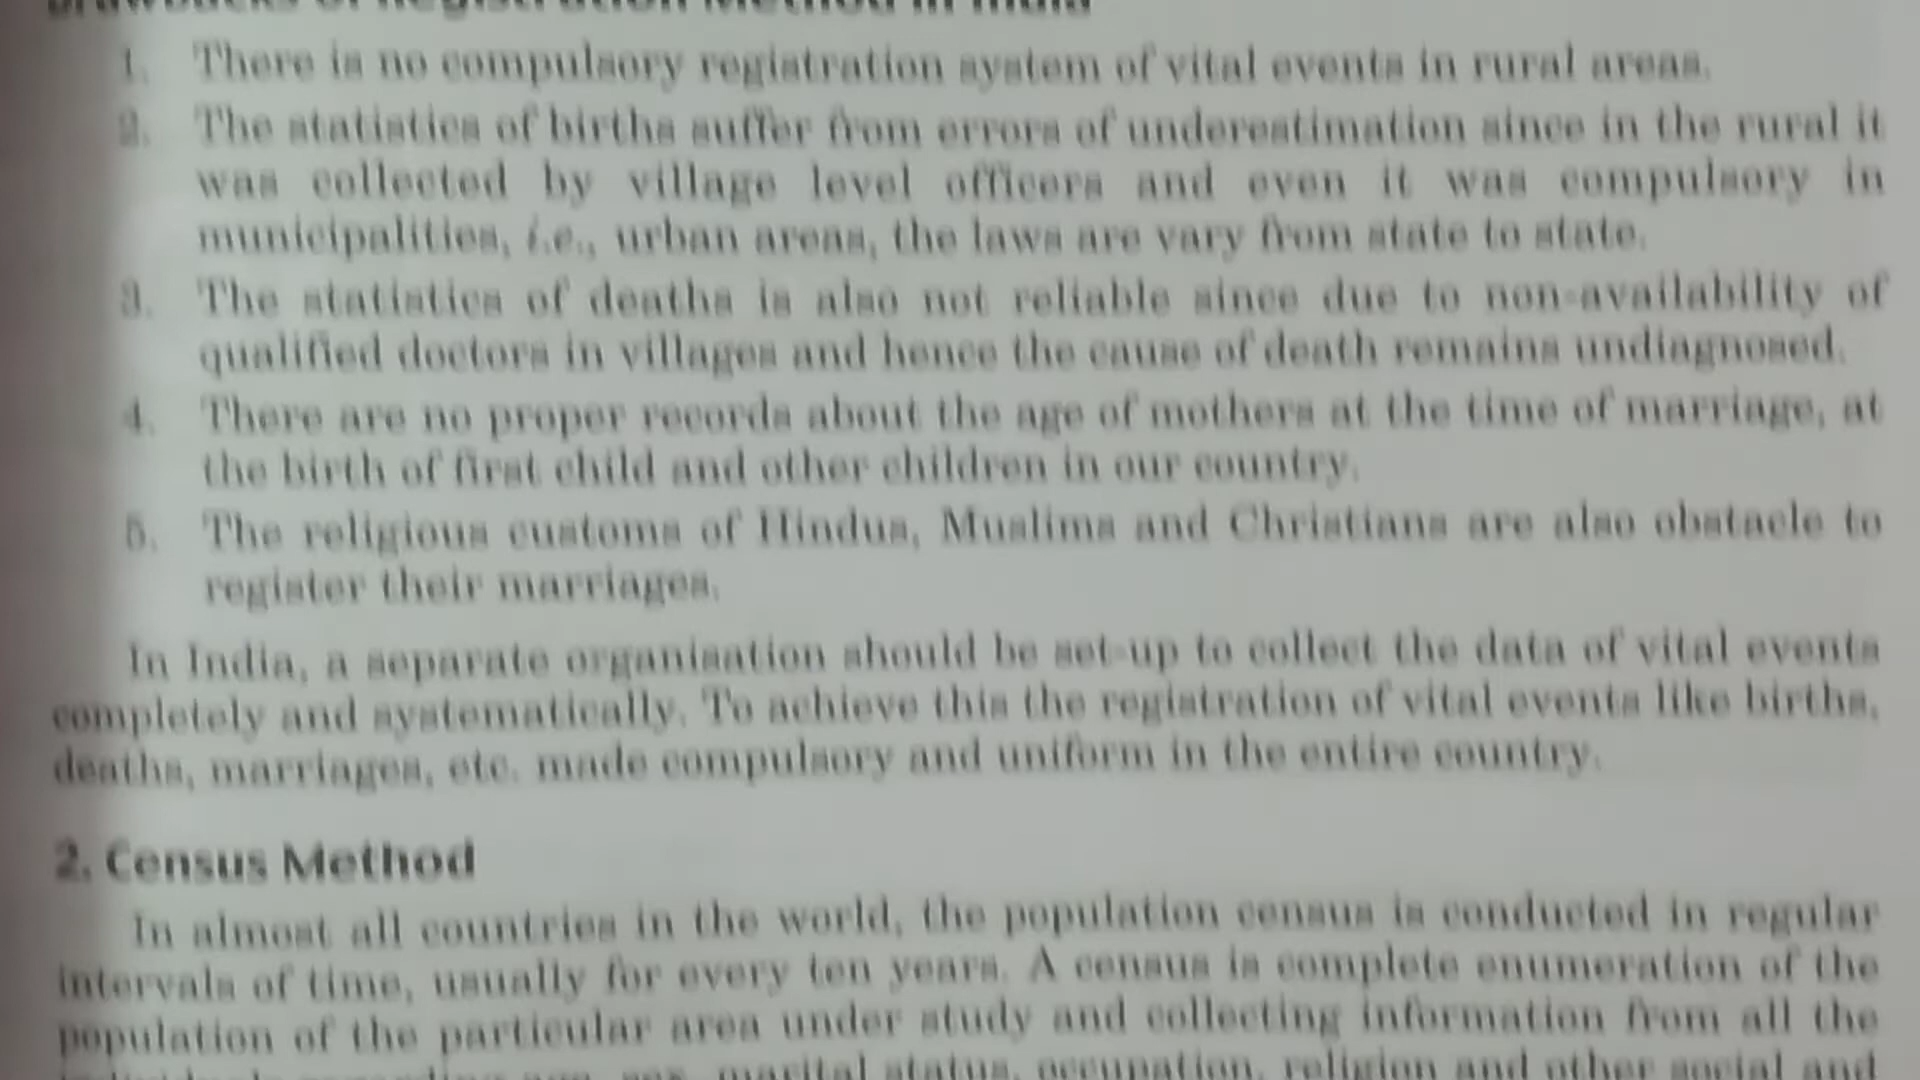 Drawbacks of Registration Method in India
1. There is no compulsory registration system of vital events in rural areas.
2. The statistics of births suffer from errors of underestimation since in the rural it
was collected by village level officers and even it was compulsory in
municipalities, i.e., urban areas, the laws are vary from state to state.
3. The statistics of deaths is also not reliable since due to non-availability of
qualified doctors in villages and hence the cause of death remains undiagnosed.
4. There are no proper records about the age of mothers at the time of marriage, at
the birth of first child and other children in our country.
5. The religious customs of Hindus, Muslims and Christians are also obstacle to
register their marriages.
In India, a separate organisation should be set-up to collect the data of vital events
completely and systematically. To achieve this the registration of vital events like births,
deaths, marriages, etc. made compulsory and uniform in the entire country.
2. Census Method
In almost all countries in the world, the population census is conducted in regular
intervals of time, usually for every ten years. A census is complete enumeration of the
population of the particular area under study and collecting information from all the
age, sex, marital status, occupation, religion and other social and